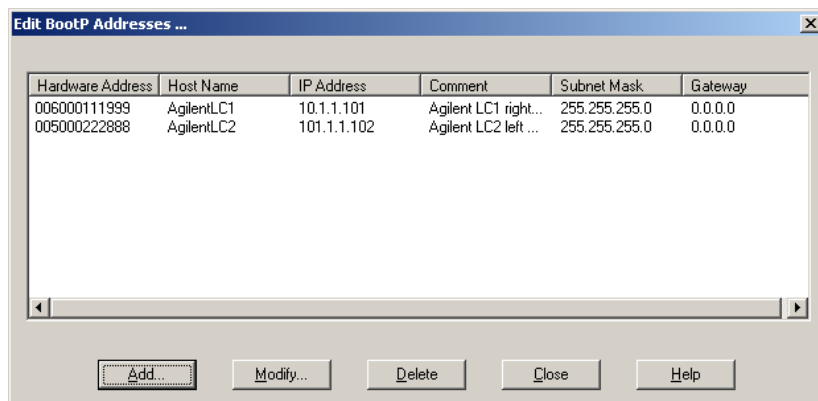 Edit BootP Addresses ...
Hardware Address Host Name IP Address Comment Subnet Mask Gateway
006000111999 AgilentLC1 10.1.1.101 Agilent LC1 right... 255.255.255.0 0.0.0.0
005000222888 AgilentLC2 101.1.1.102 Agilent LC2 left ... 255.255.255.0 0.0.0.0
Add... Modify... Delete Close Help